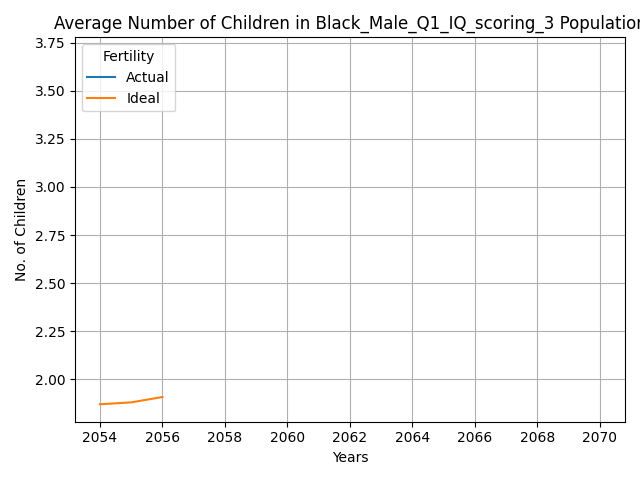 Average Number of Children in Black_Male_Q1_IQ_scoring_3 Population
Fertility
Actual
Ideal
3.75
3.50
3.25
3.00
2.75
2.50
2.25
2.00
No. of Children
2054 2056 2058 2060 2062 2064 2066 2068 2070
Years